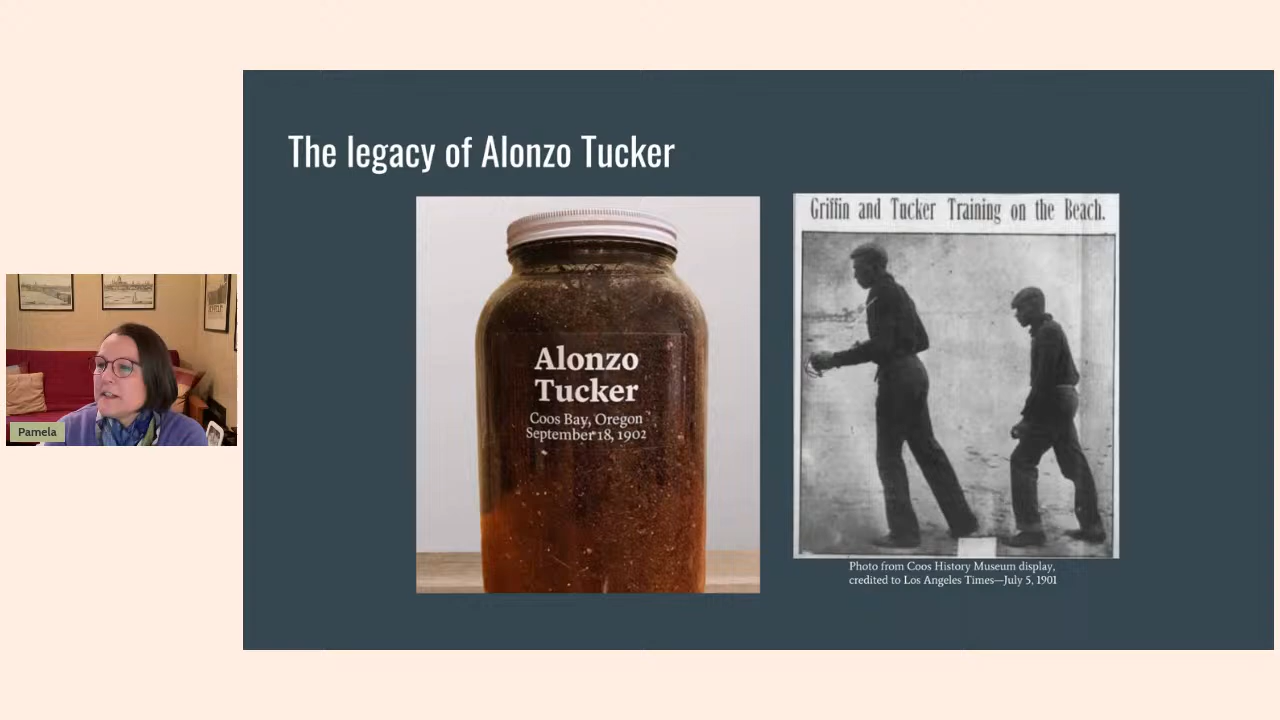 The legacy of Alonzo Tucker
Alonzo
Tucker
Coos Bay, Oregon
September 18, 1902
Griffin and Tucker Training on the Beach.
Photo from Coos History Museum display,
credited to Los Angeles Times—July 5, 1901
Pamela